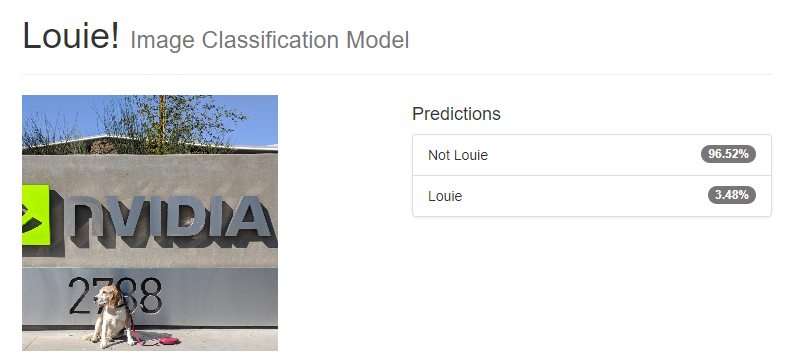 Louie! Image Classification Model
Predictions
Not Louie 96.52%
Louie 3.48%
nVIDIA
2788